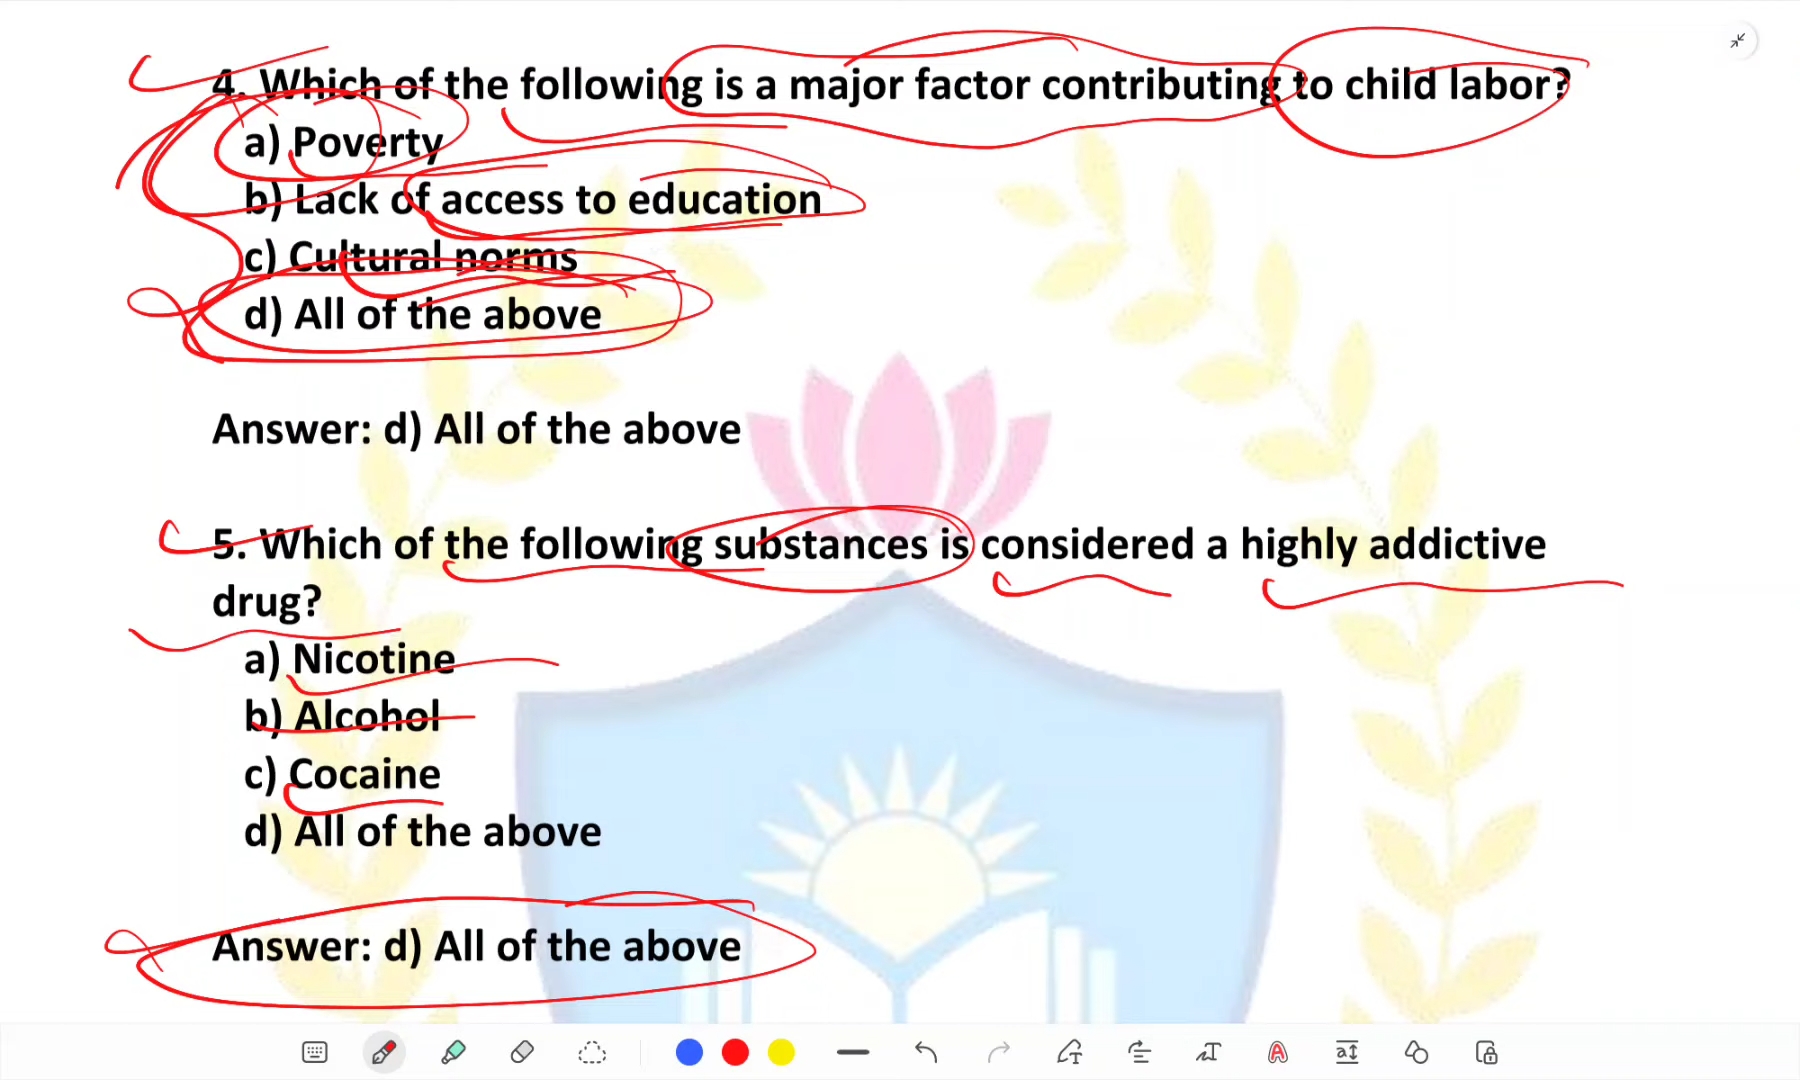 4. Which of the following is a major factor contributing to child labor?
a) Poverty
b) Lack of access to education
c) Cultural norms
d) All of the above
Answer: d) All of the above
5. Which of the following substances is considered a highly addictive
drug?
a) Nicotine
b) Alcohol
c) Cocaine
d) All of the above
Answer: d) All of the above